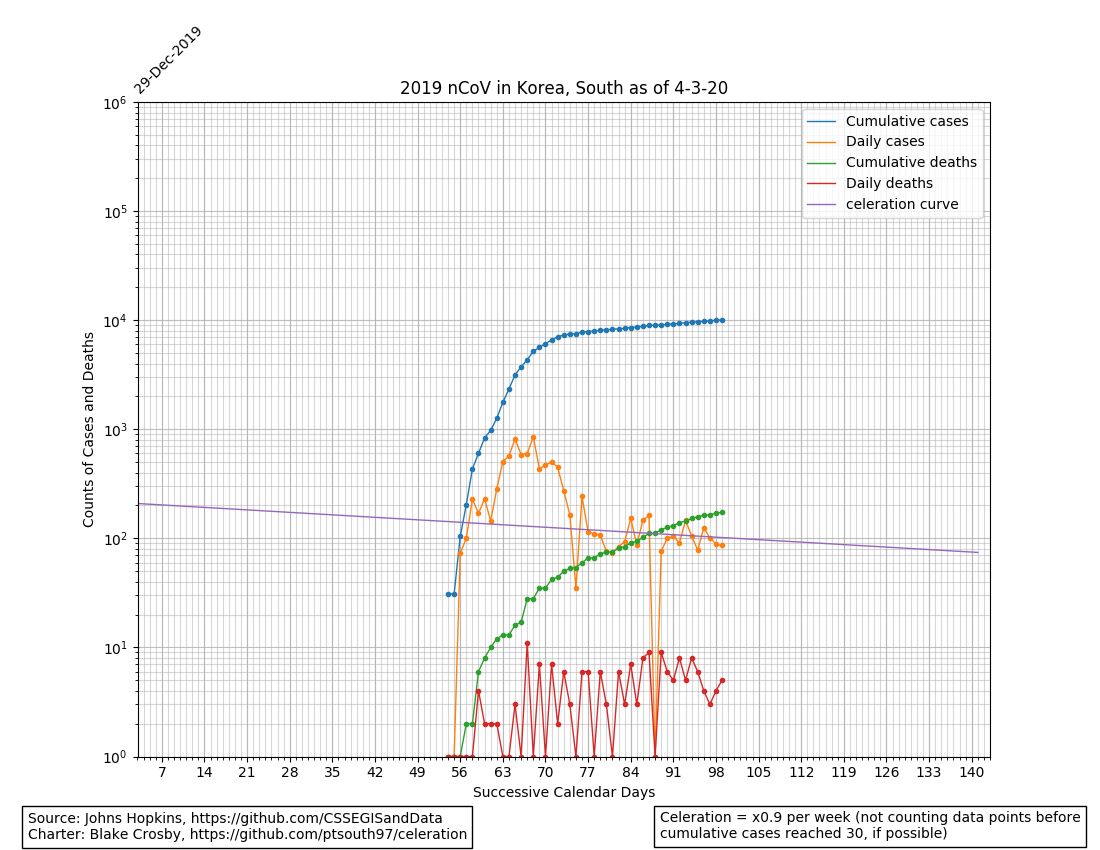 29-Dec-2019
2019 nCoV in Korea, South as of 4-3-20
Cumulative cases
Daily cases
Cumulative deaths
Daily deaths
celeration curve
Counts of Cases and Deaths
10^6
10^5
10^4
10^3
10^2
10^1
10^0
7 14 21 28 35 42 49 56 63 70 77 84 91 98 105 112 119 126 133 140
Successive Calendar Days
Source: Johns Hopkins, https://github.com/CSSEGISandData
Charter: Blake Crosby, https://github.com/ptsouth97/celeration
Celeration = x0.9 per week (not counting data points before
cumulative cases reached 30, if possible)